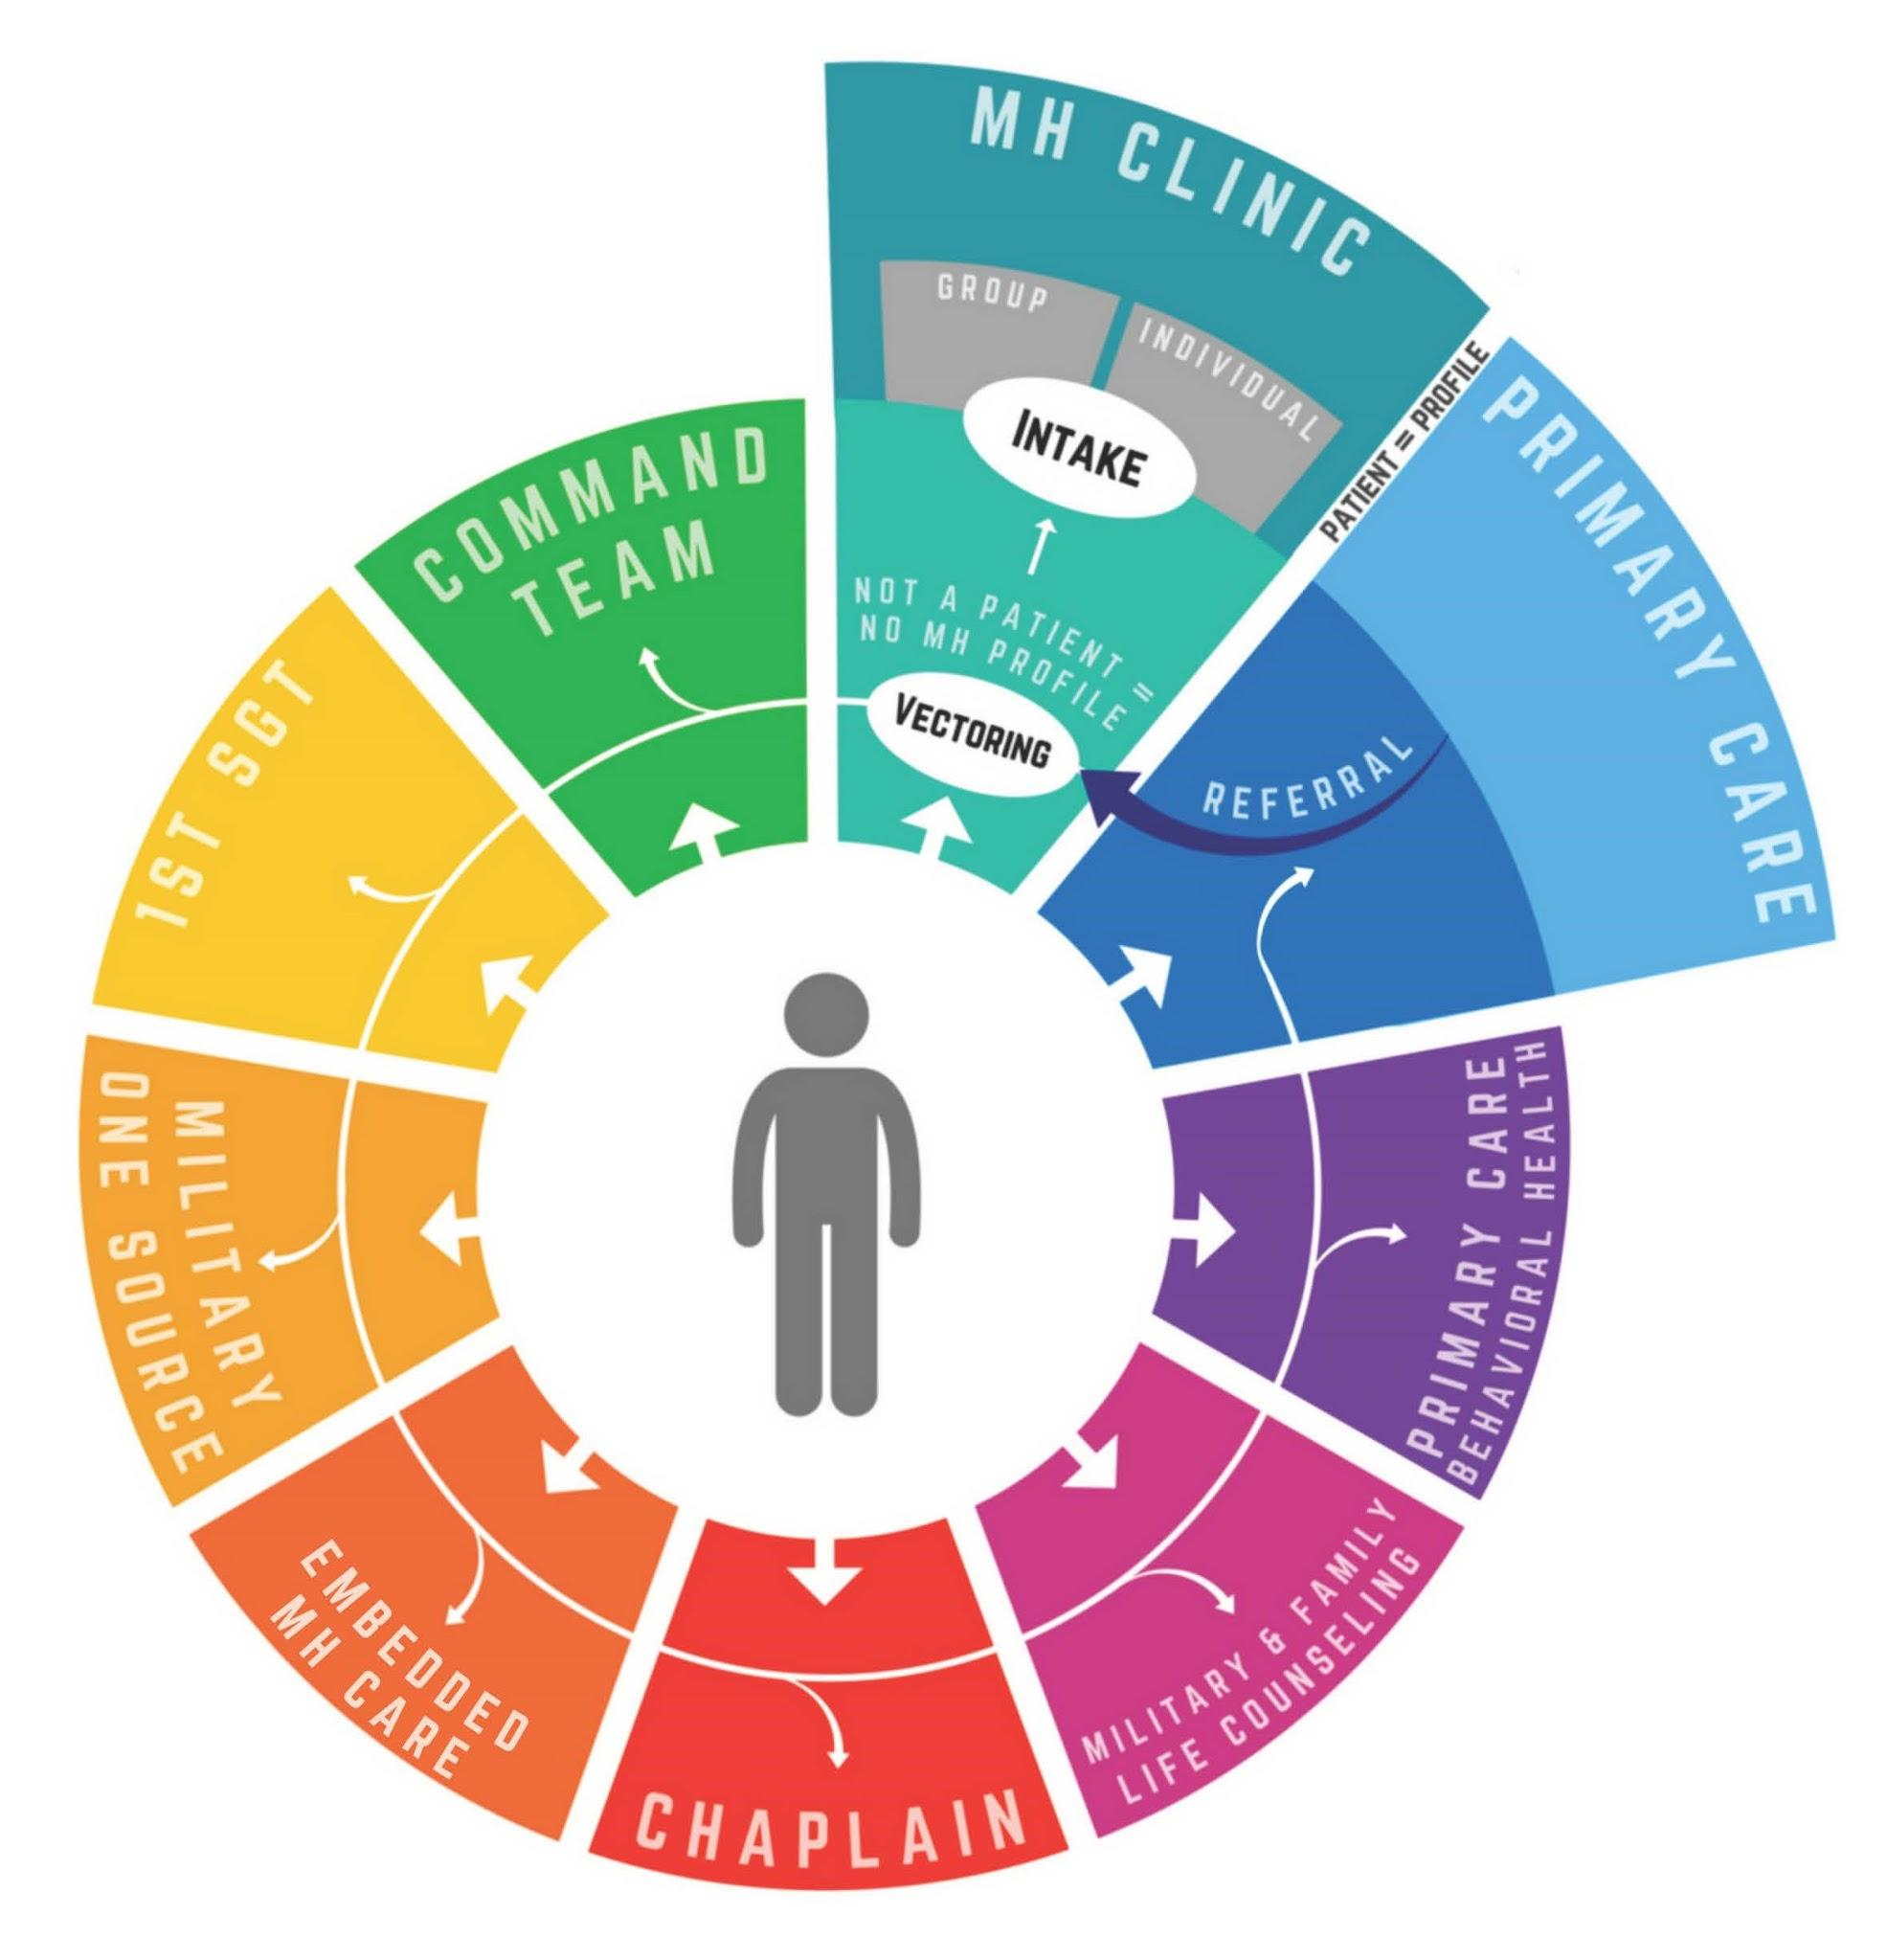 MH CLINIC
GROUP
INDIVIDUAL
INTAKE
NOT A PATIENT =
NO MH PROFILE
VECTORING
PATIENT = PROFILE
PRIMARY CARE
REFERRAL
PRIMARY CARE
BEHAVIORAL HEALTH
MILITARY & FAMILY
LIFE COUNSELING
CHAPLAIN
EMBEDDED
MH CARE
MILITARY
ONE SOURCE
1ST SGT
COMMAND
TEAM